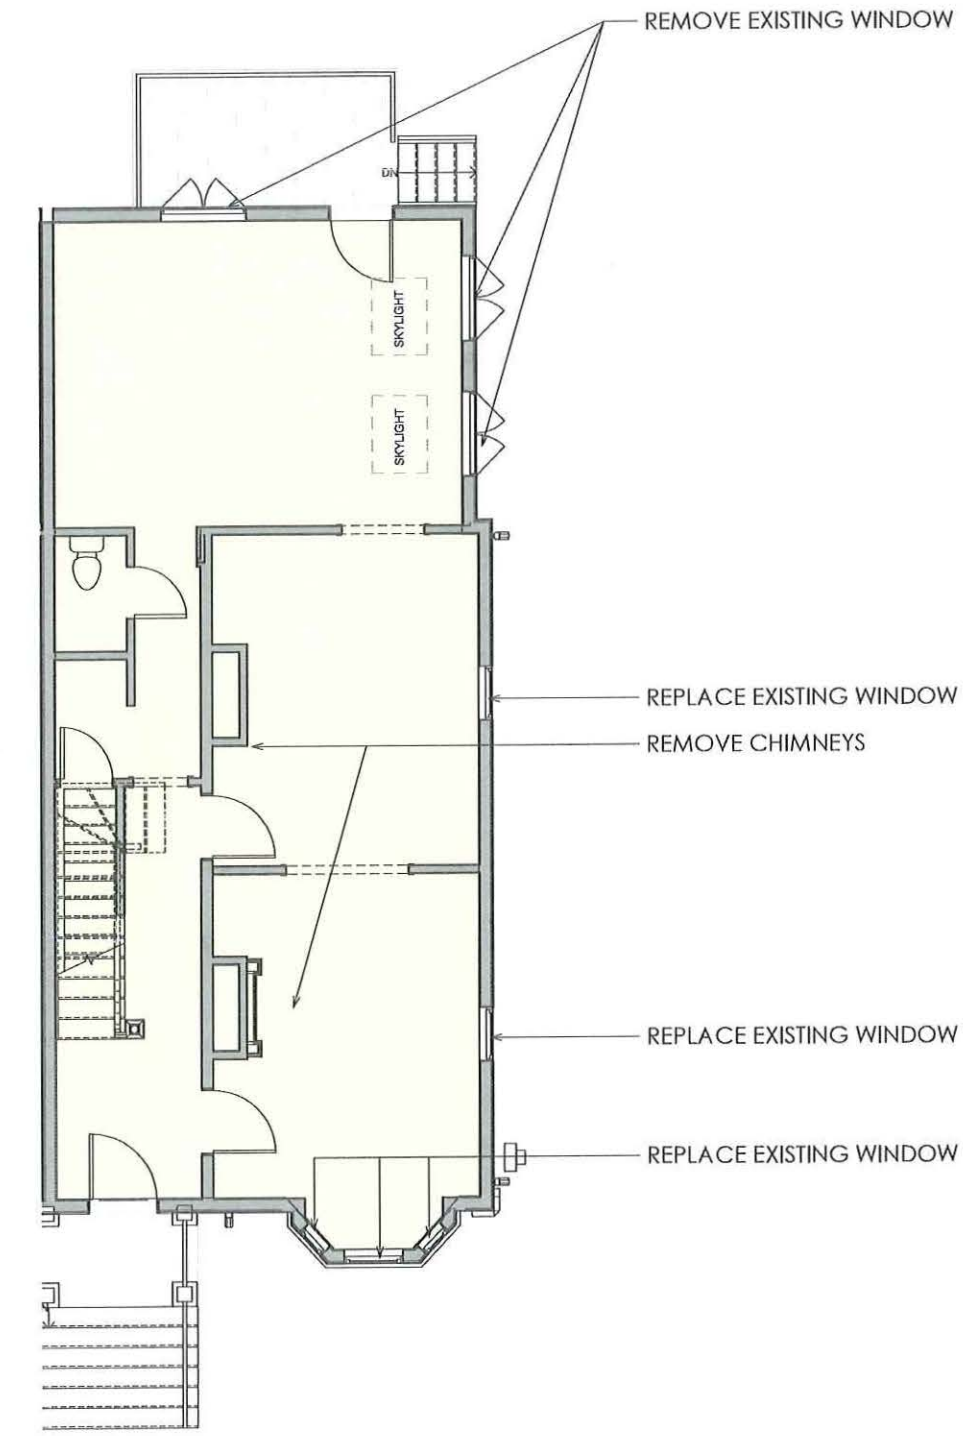 REMOVE EXISTING WINDOW
DN
SKYLIGHT
SKYLIGHT
REPLACE EXISTING WINDOW
REMOVE CHIMNEYS
REPLACE EXISTING WINDOW
REPLACE EXISTING WINDOW